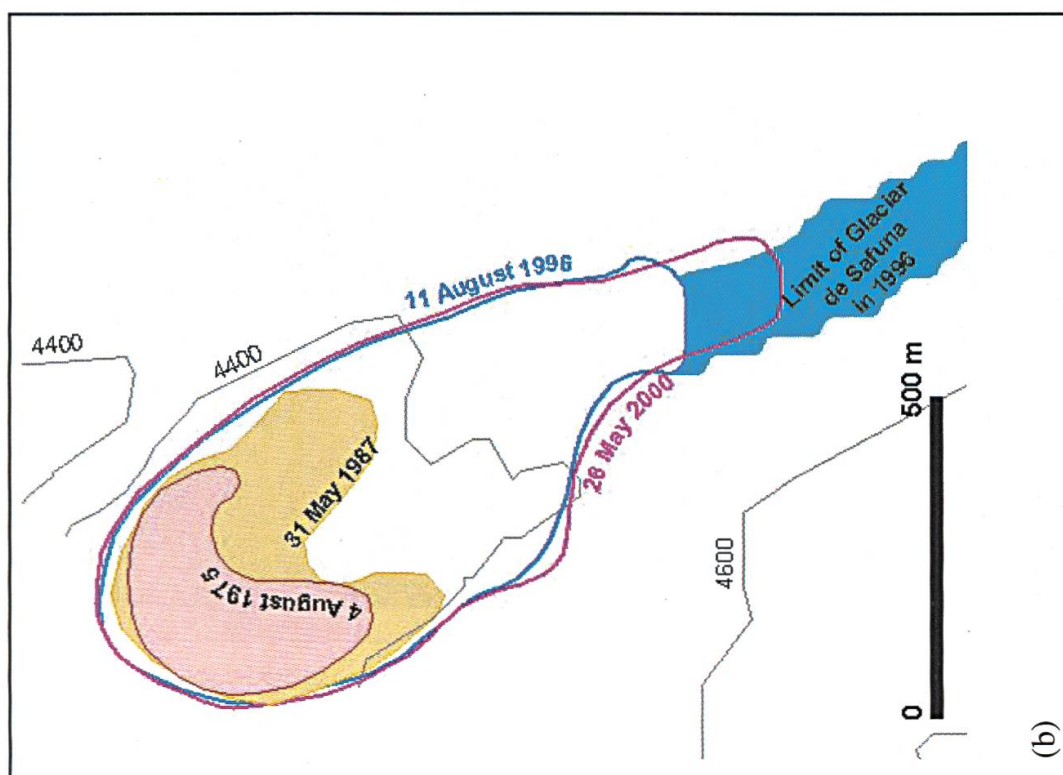 4400
4400
11 August 1996
31 May 1987
4 August 1975
26 May 2000
Limit of Glaciar
de Safuna
in 1996
4600
0
500 m
(b)